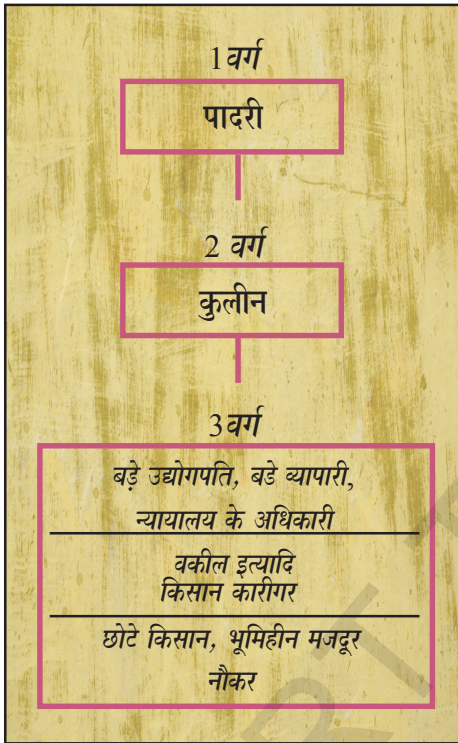 1वर्ग
पादरी
2 वर्ग
कुलीन
3वर्ग
बड़े उद्योगपति, बडे व्यापारी,
न्यायालय के अधिकारी
वकील इत्यादि
किसान कारीगर
छोटे किसान, भूमिहीन मजदूर
नौकर